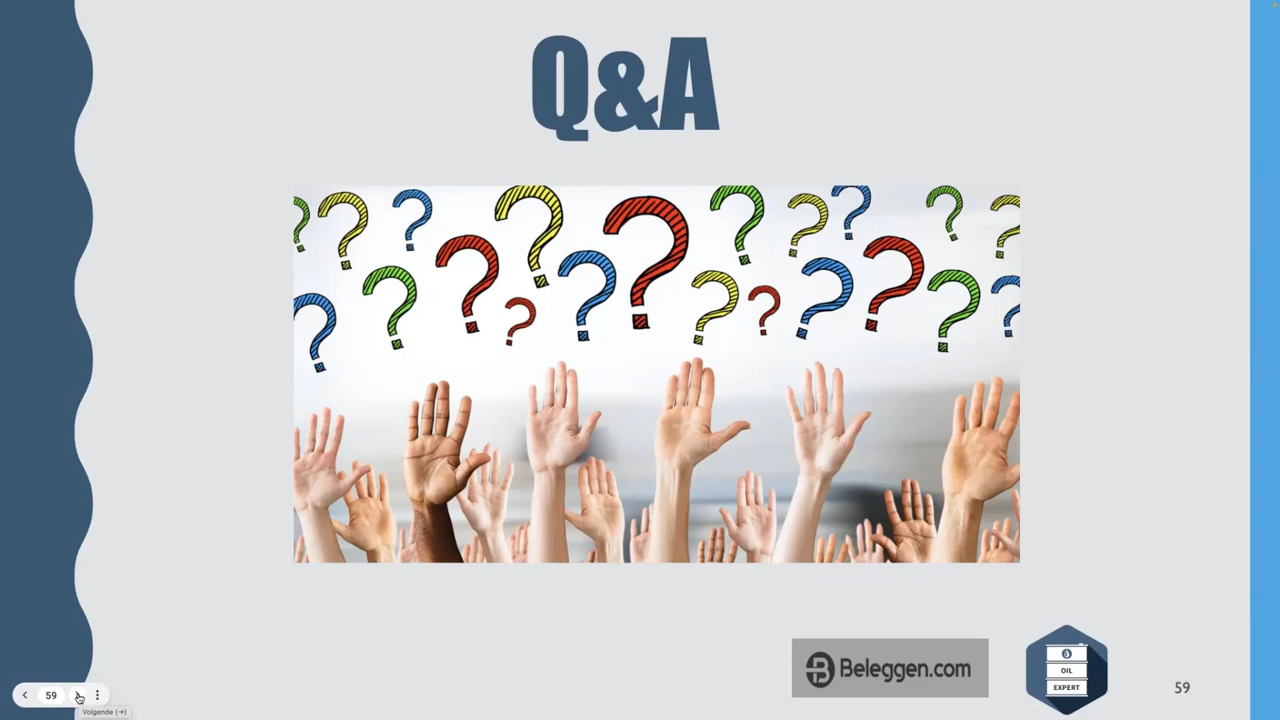 Q&A
Beleggen.com
OIL
EXPERT
59
59
Volgende (→)